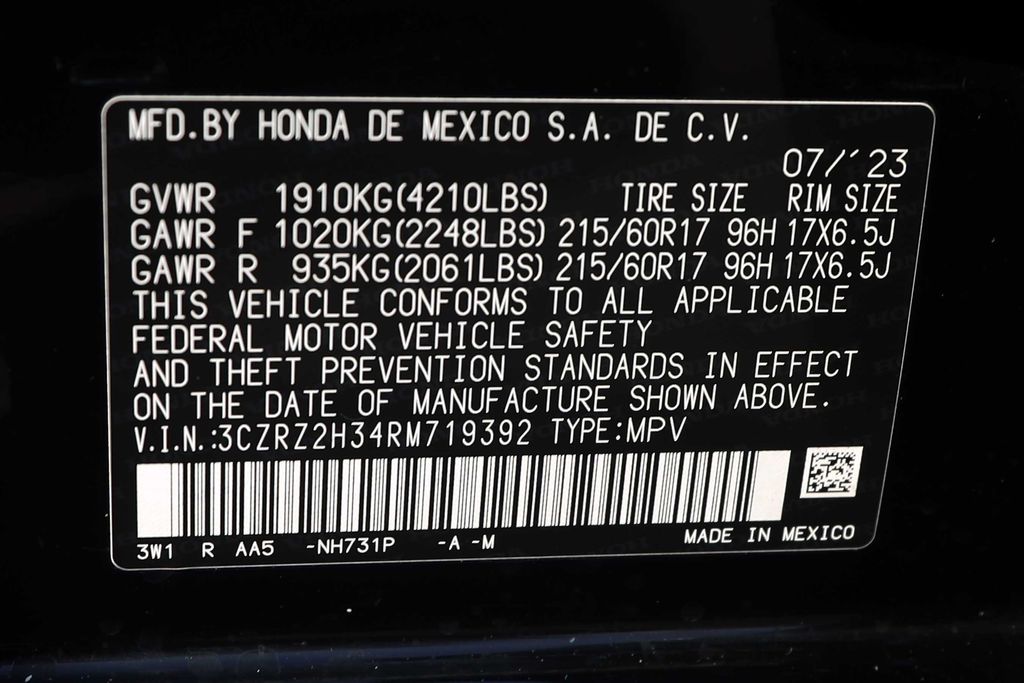 MFD.BY HONDA DE MEXICO S.A. DE C.V.
07/´23
GVWR 1910KG(4210LBS) TIRE SIZE RIM SIZE
GAWR F 1020KG(2248LBS) 215/60R17 96H 17X6.5J
GAWR R 935KG(2061LBS) 215/60R17 96H 17X6.5J
THIS VEHICLE CONFORMS TO ALL APPLICABLE
FEDERAL MOTOR VEHICLE SAFETY
AND THEFT PREVENTION STANDARDS IN EFFECT
ON THE DATE OF MANUFACTURE SHOWN ABOVE.
V.I.N.:3CZRZ2H34RM719392 TYPE:MPV
3W1 R AA5 -NH731P -A -M MADE IN MEXICO